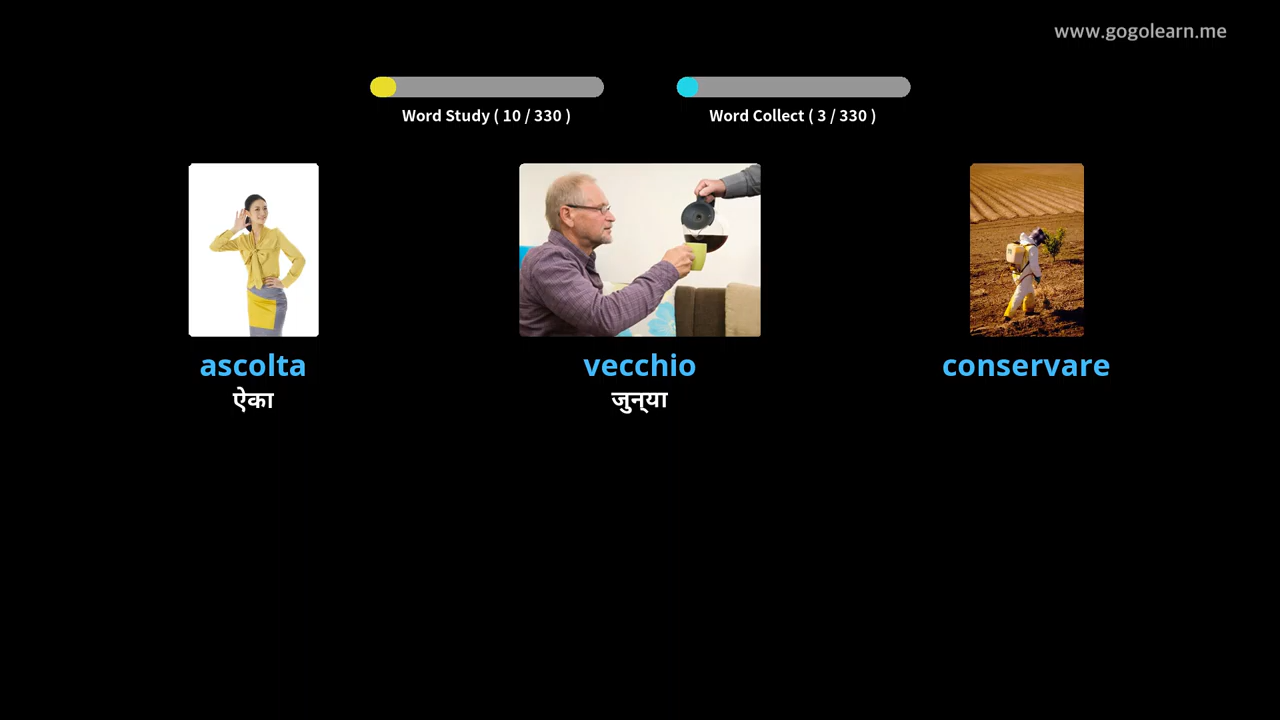 www.gogolearn.me
Word Study ( 10 / 330 )
Word Collect ( 3 / 330 )
ascolta
vecchio
conservare
ऐका
जुन्या